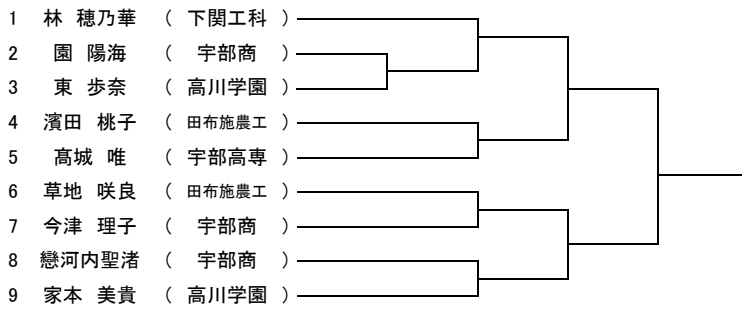 1 林 穂乃華 ( 下関工科 )
2 園 陽海 ( 宇部商 )
3 東 歩奈 ( 高川学園 )
4 濱田 桃子 ( 田布施農工 )
5 髙城 唯 ( 宇部高専 )
6 草地 咲良 ( 田布施農工 )
7 今津 理子 ( 宇部商 )
8 戀河内聖渚 ( 宇部商 )
9 家本 美貴 ( 高川学園 )